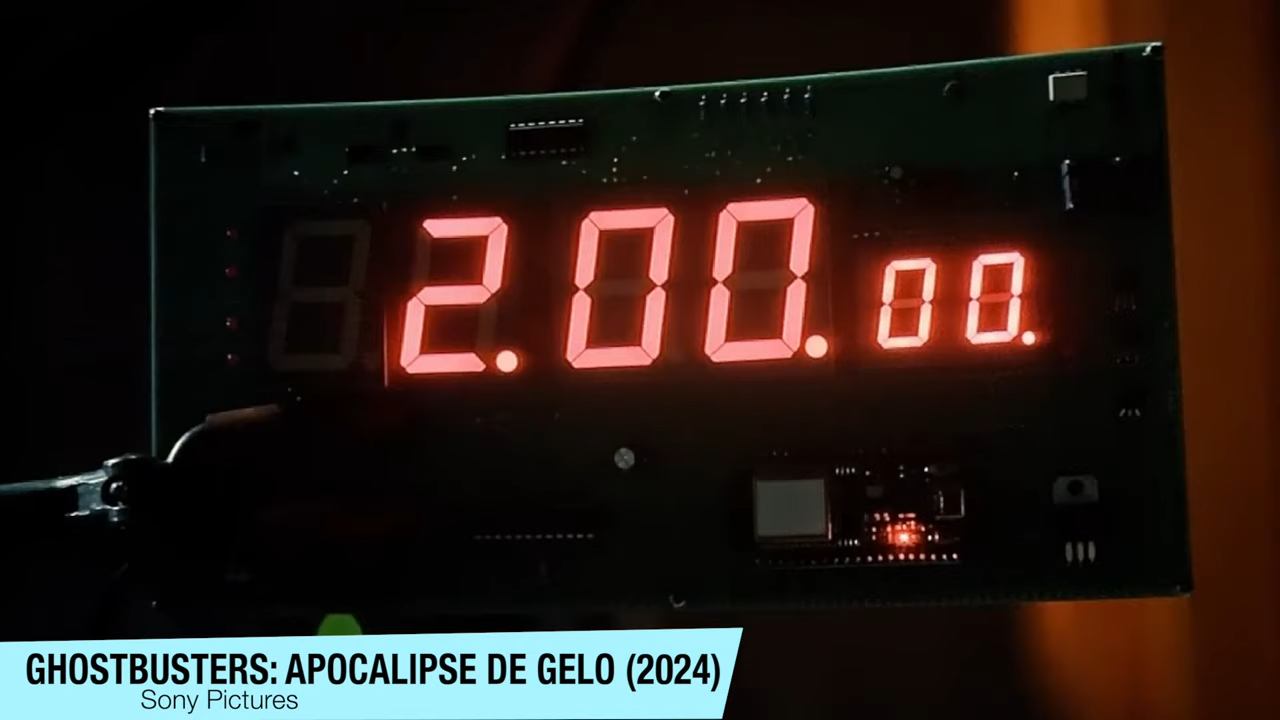 2.00.00.
GHOSTBUSTERS: APOCALIPSE DE GELO (2024)
Sony Pictures